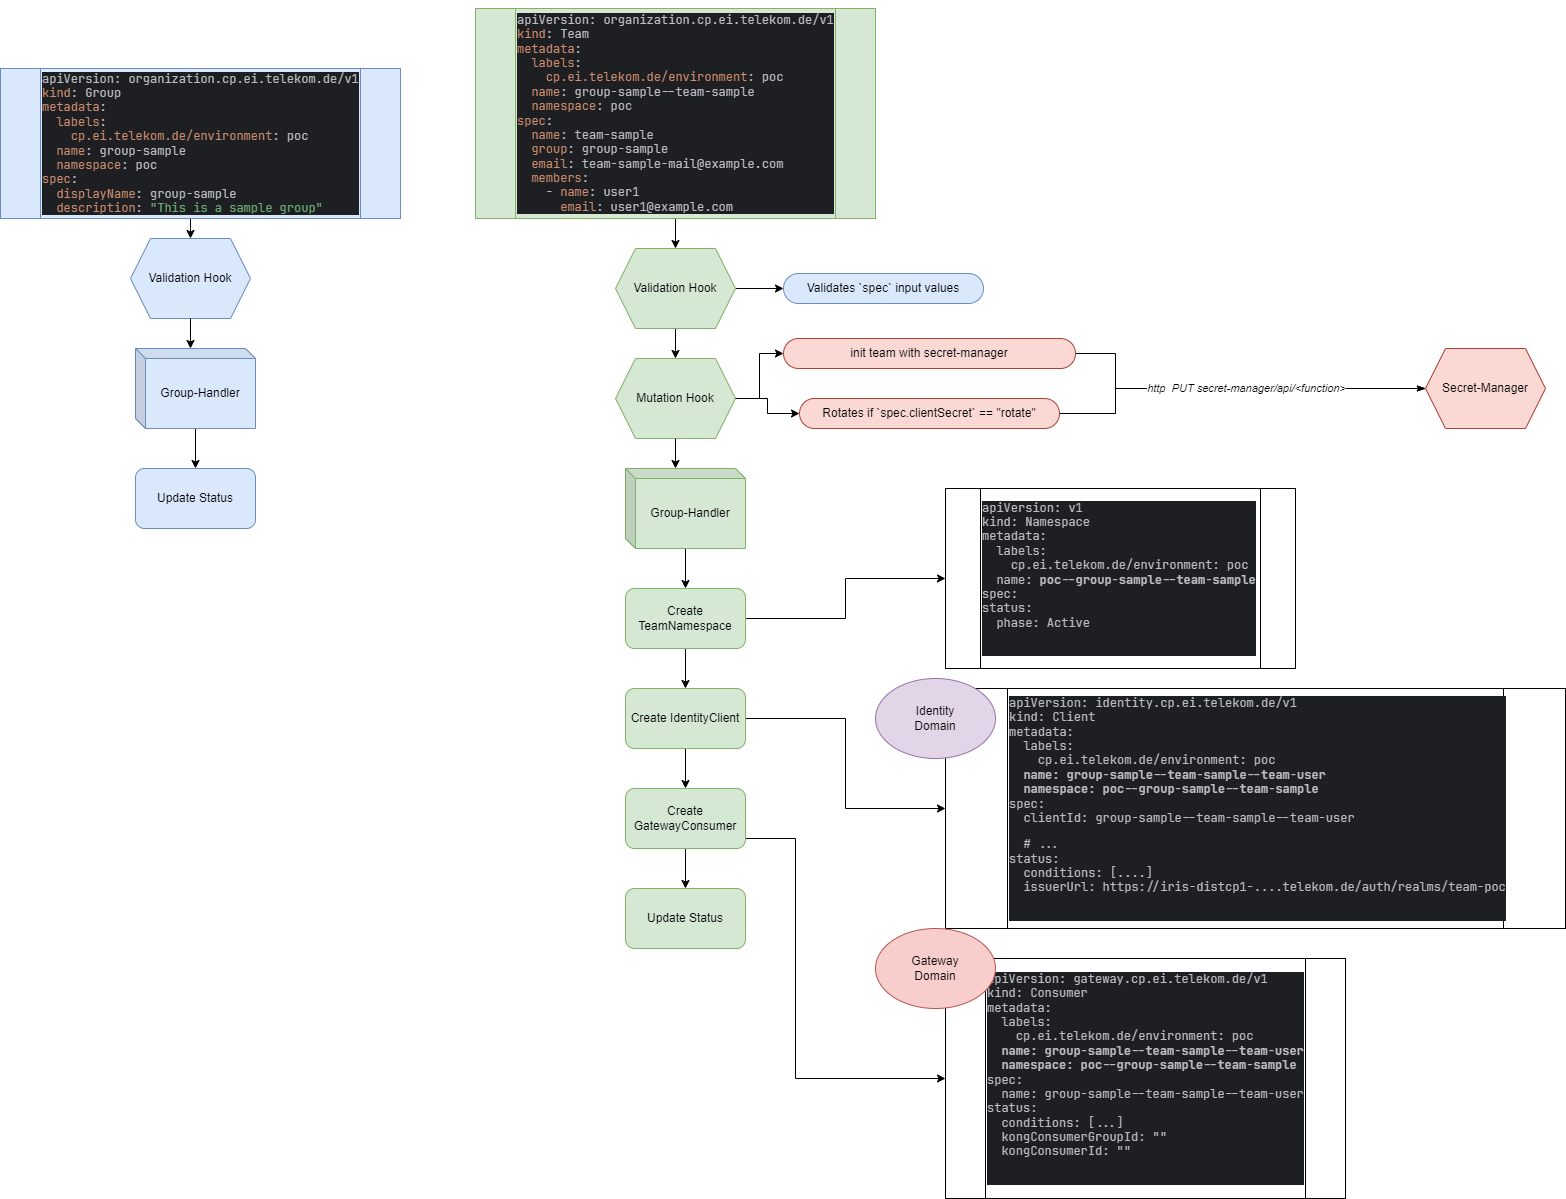 apiVersion: organization.cp.ei.telekom.de/v1
kind: Group
metadata:
  labels:
    cp.ei.telekom.de/environment: poc
  name: group-sample
  namespace: poc
spec:
  displayName: group-sample
  description: "This is a sample group"
Validation Hook
Group-Handler
Update Status
apiVersion: organization.cp.ei.telekom.de/v1
kind: Team
metadata:
  labels:
    cp.ei.telekom.de/environment: poc
  name: group-sample--team-sample
  namespace: poc
spec:
  name: team-sample
  group: group-sample
  email: team-sample-mail@example.com
  members:
    - name: user1
      email: user1@example.com
Validation Hook
Validates `spec` input values
Mutation Hook
init team with secret-manager
Rotates if `spec.clientSecret` == "rotate"
http  PUT secret-manager/api/<function>
Secret-Manager
Group-Handler
Create
TeamNamespace
apiVersion: v1
kind: Namespace
metadata:
  labels:
    cp.ei.telekom.de/environment: poc
  name: poc--group-sample--team-sample
spec:
status:
  phase: Active
Create IdentityClient
Identity
Domain
apiVersion: identity.cp.ei.telekom.de/v1
kind: Client
metadata:
  labels:
    cp.ei.telekom.de/environment: poc
  name: group-sample--team-sample--team-user
  namespace: poc--group-sample--team-sample
spec:
  clientId: group-sample--team-sample--team-user
  # ...
status:
  conditions: [....]
  issuerUrl: https://iris-distcp1-....telekom.de/auth/realms/team-poc
Create
GatewayConsumer
Update Status
Gateway
Domain
piVersion: gateway.cp.ei.telekom.de/v1
kind: Consumer
metadata:
  labels:
    cp.ei.telekom.de/environment: poc
  name: group-sample--team-sample--team-user
  namespace: poc--group-sample--team-sample
spec:
  name: group-sample--team-sample--team-user
status:
  conditions: [...]
  kongConsumerGroupId: ""
  kongConsumerId: ""